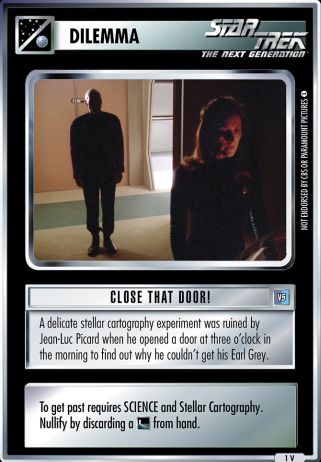 DILEMMA
STAR TREK
THE NEXT GENERATION
NOT ENDORSED BY CBS OR PARAMOUNT PICTURES
CLOSE THAT DOOR!
V5
A delicate stellar cartography experiment was ruined by
Jean-Luc Picard when he opened a door at three o'clock in
the morning to find out why he couldn't get his Earl Grey.
To get past requires SCIENCE and Stellar Cartography.
Nullify by discarding a from hand.
1 V